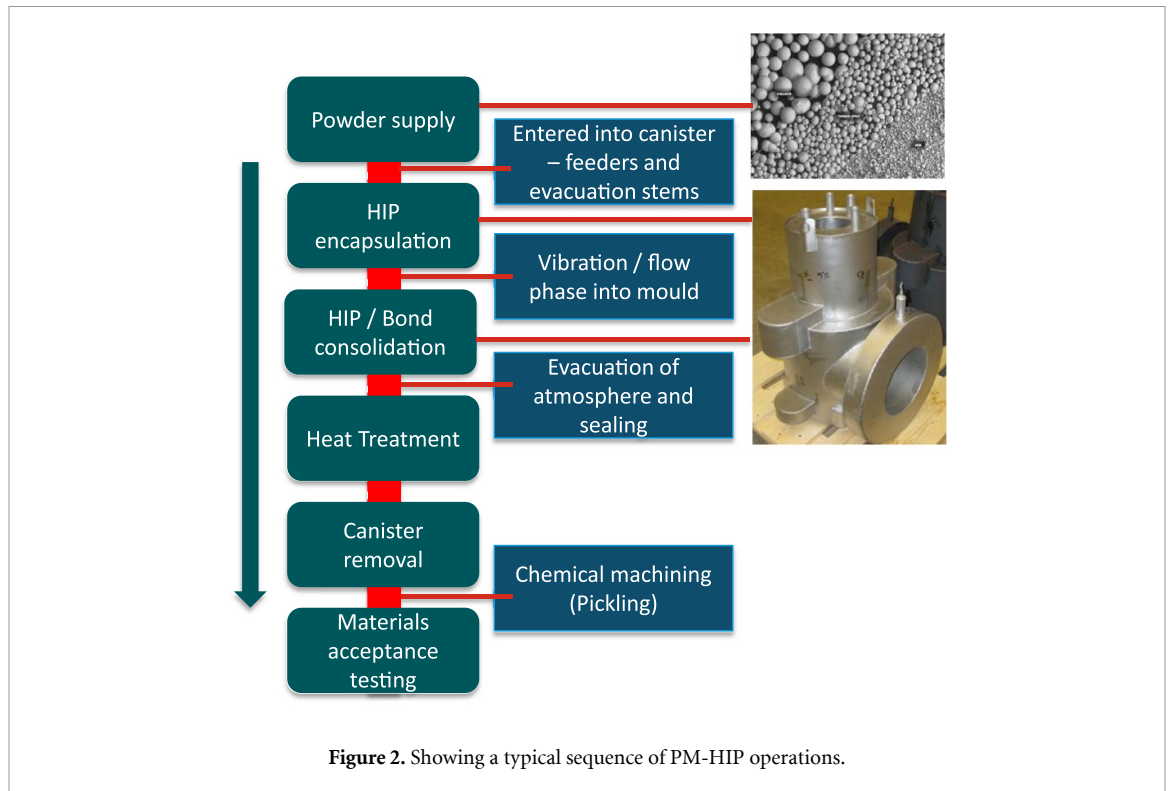 Powder supply
Entered into canister
– feeders and
evacuation stems
HIP
encapsulation
Vibration / flow
phase into mould
HIP / Bond
consolidation
Evacuation of
atmosphere and
sealing
Heat Treatment
Canister
removal
Chemical machining
(Pickling)
Materials
acceptance
testing
Figure 2. Showing a typical sequence of PM-HIP operations.